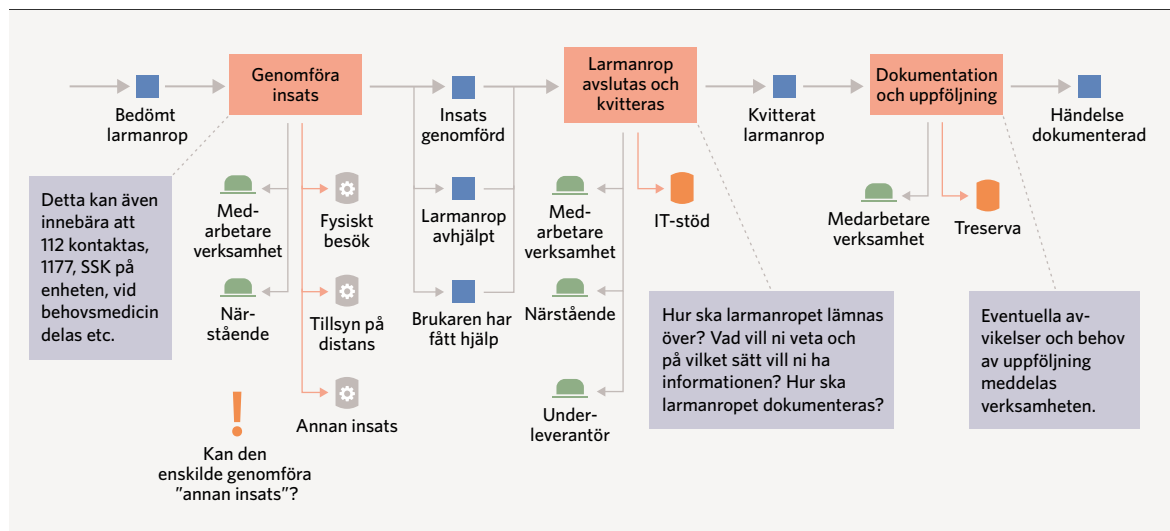 Genomföra
insats
Larmanrop
avslutas och
kvitteras
Dokumentation
och uppföljning
Bedömt
larmanrop
Insats
genomförd
Kvitterat
larmanrop
Händelse
dokumenterad
Detta kan även
innebära att
112 kontaktas,
1177, SSK på
enheten, vid
behovsmedicin
delas etc.
Med-
arbetare
verksamhet
Fysiskt
besök
Larmanrop
avhjälpt
Med-
arbetare
verksamhet
IT-stöd
Medarbetare
verksamhet
Treserva
När-
stående
Tillsyn på
distans
Brukaren har
fått hjälp
Närstående
Hur ska larmanropet lämnas
över? Vad vill ni veta och
på vilket sätt vill ni ha
informationen? Hur ska
larmanropet dokumenteras?
Eventuella av-
vikelser och behov
av uppföljning
meddelas
verksamheten.
Annan insats
Under-
leverantör
!
Kan den
enskilde genomföra
”annan insats”?